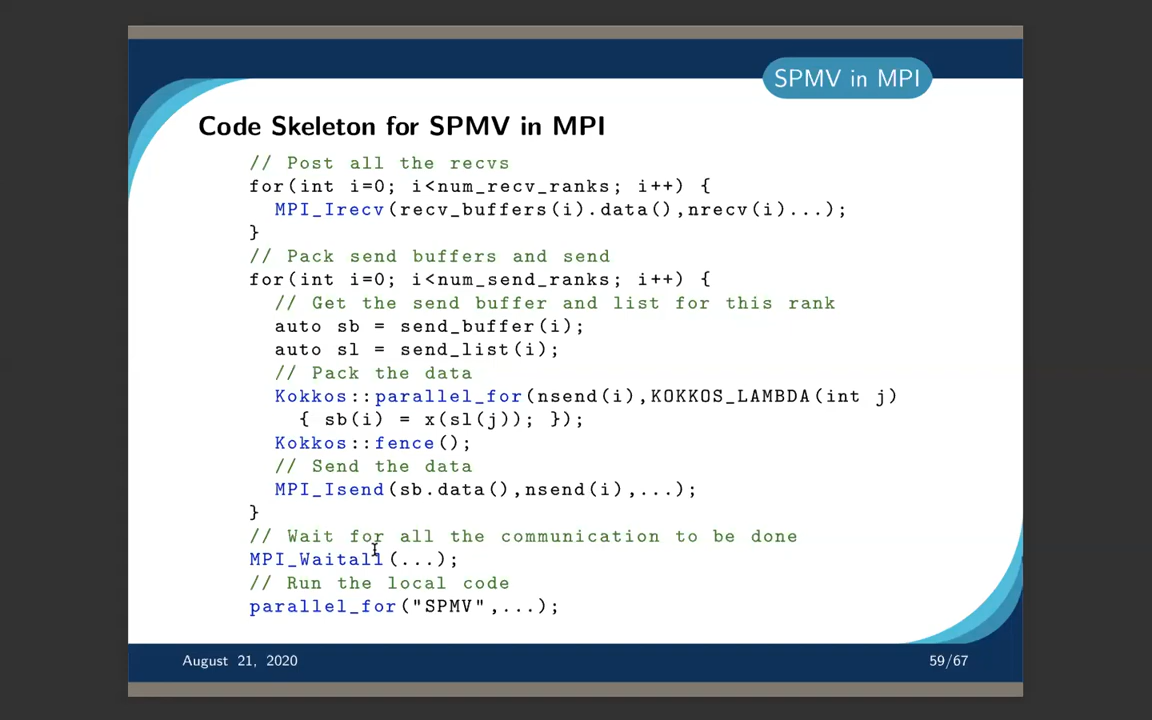 SPMV in MPI
Code Skeleton for SPMV in MPI
// Post all the recvs
for(int i=0; i<num_recv_ranks; i++) {
MPI_Irecv(recv_buffers(i).data(),nrecv(i)...);
}
// Pack send buffers and send
for(int i=0; i<num_send_ranks; i++) {
// Get the send buffer and list for this rank
auto sb = send_buffer(i);
auto sl = send_list(i);
// Pack the data
Kokkos::parallel_for(nsend(i),KOKKOS_LAMBDA(int j)
{ sb(i) = x(sl(j)); });
Kokkos::fence();
// Send the data
MPI_Isend(sb.data(),nsend(i),...);
}
// Wait for all the communication to be done
MPI_Waitall(...);
// Run the local code
parallel_for("SPMV",...);
August 21, 2020
59/67